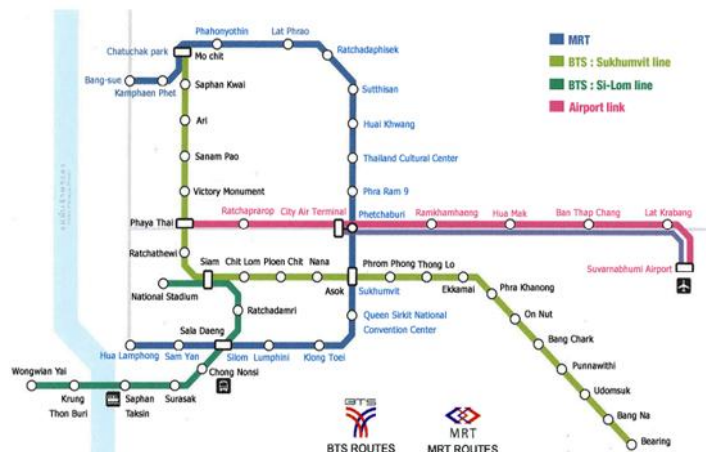 Phahonyothin
Lat Phrao
Chatuchak park
Mo chit
Ratchadaphisek
MRT
BTS : Sukhumvit line
BTS : Si-Lom line
Airport link
Bang-sue
Kamphaen Phet
Saphan Kwai
Sutthisan
Ari
Huai Khwang
Sanam Pao
Thailand Cultural Center
Victory Monument
Phra Ram 9
Phaya Thai
Ratchaprarop
City Air Terminal
Phetchaburi
Ramkhamhaeng
Hua Mak
Ban Thap Chang
Lat Krabang
Ratchathewi
Siam
Chit Lom
Ploen Chit
Nana
Phrom Phong
Thong Lo
Suvarnabhumi Airport
National Stadium
Asok
Sukhumvit
Ekkamai
Phra Khanong
Ratchadamri
Queen Sirkit National
Convention Center
On Nut
Sala Daeng
Bang Chark
Hua Lamphong
Sam Yan
Silom
Lumphini
Klong Toei
Punnawithi
Wongwian Yai
Chong Nonsi
Krung
Thon Buri
Saphan
Taksin
Surasak
Udomsuk
Bang Na
Bearing
BTS
BTS ROUTES
MRT
MRT ROUTES